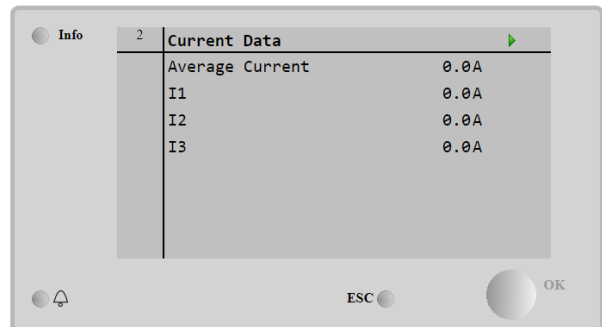 Info
2 Current Data
Average Current 0.0A
I1 0.0A
I2 0.0A
I3 0.0A
ESC OK